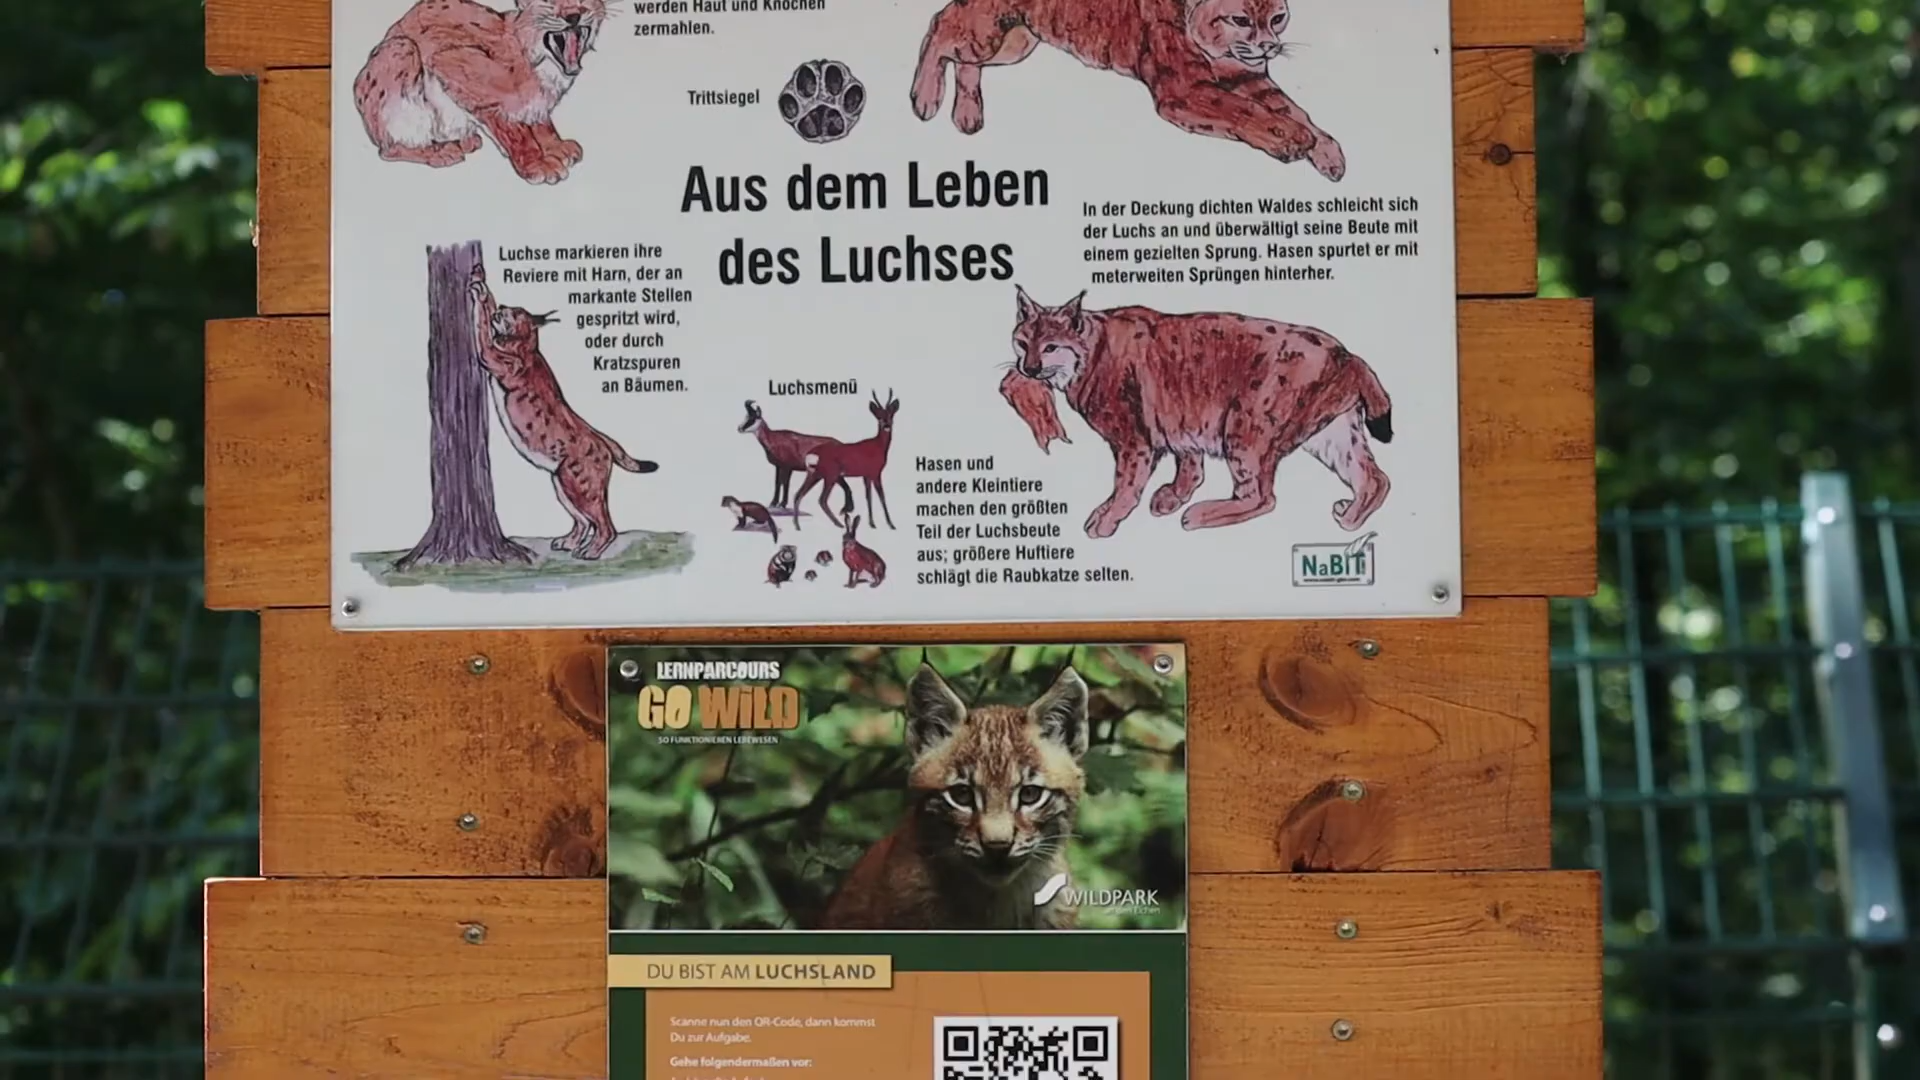 werden Haut und Knochen
zermahlen.
Trittsiegel
Aus dem Leben
des Luchses
In der Deckung dichten Waldes schleicht sich
der Luchs an und überwältigt seine Beute mit
einem gezielten Sprung. Hasen spurtet er mit
meterweiten Sprüngen hinterher.
Luchse markieren ihre
Reviere mit Harn, der an
markante Stellen
gespritzt wird,
oder durch
Kratzspuren
an Bäumen.
Luchsmenü
Hasen und
andere Kleintiere
machen den größten
Teil der Luchsbeute
aus; größere Huftiere
schlägt die Raubkatze selten.
NaBiT
LERNPARCOURS
GO WiLD
SO FUNKTIONIEREN LEBEWESEN
WILDPARK
DU BIST AM LUCHSLAND
Scanne nun den QR-Code, dann kommst
Du zur Aufgabe.
Gehe folgendermaßen vor: